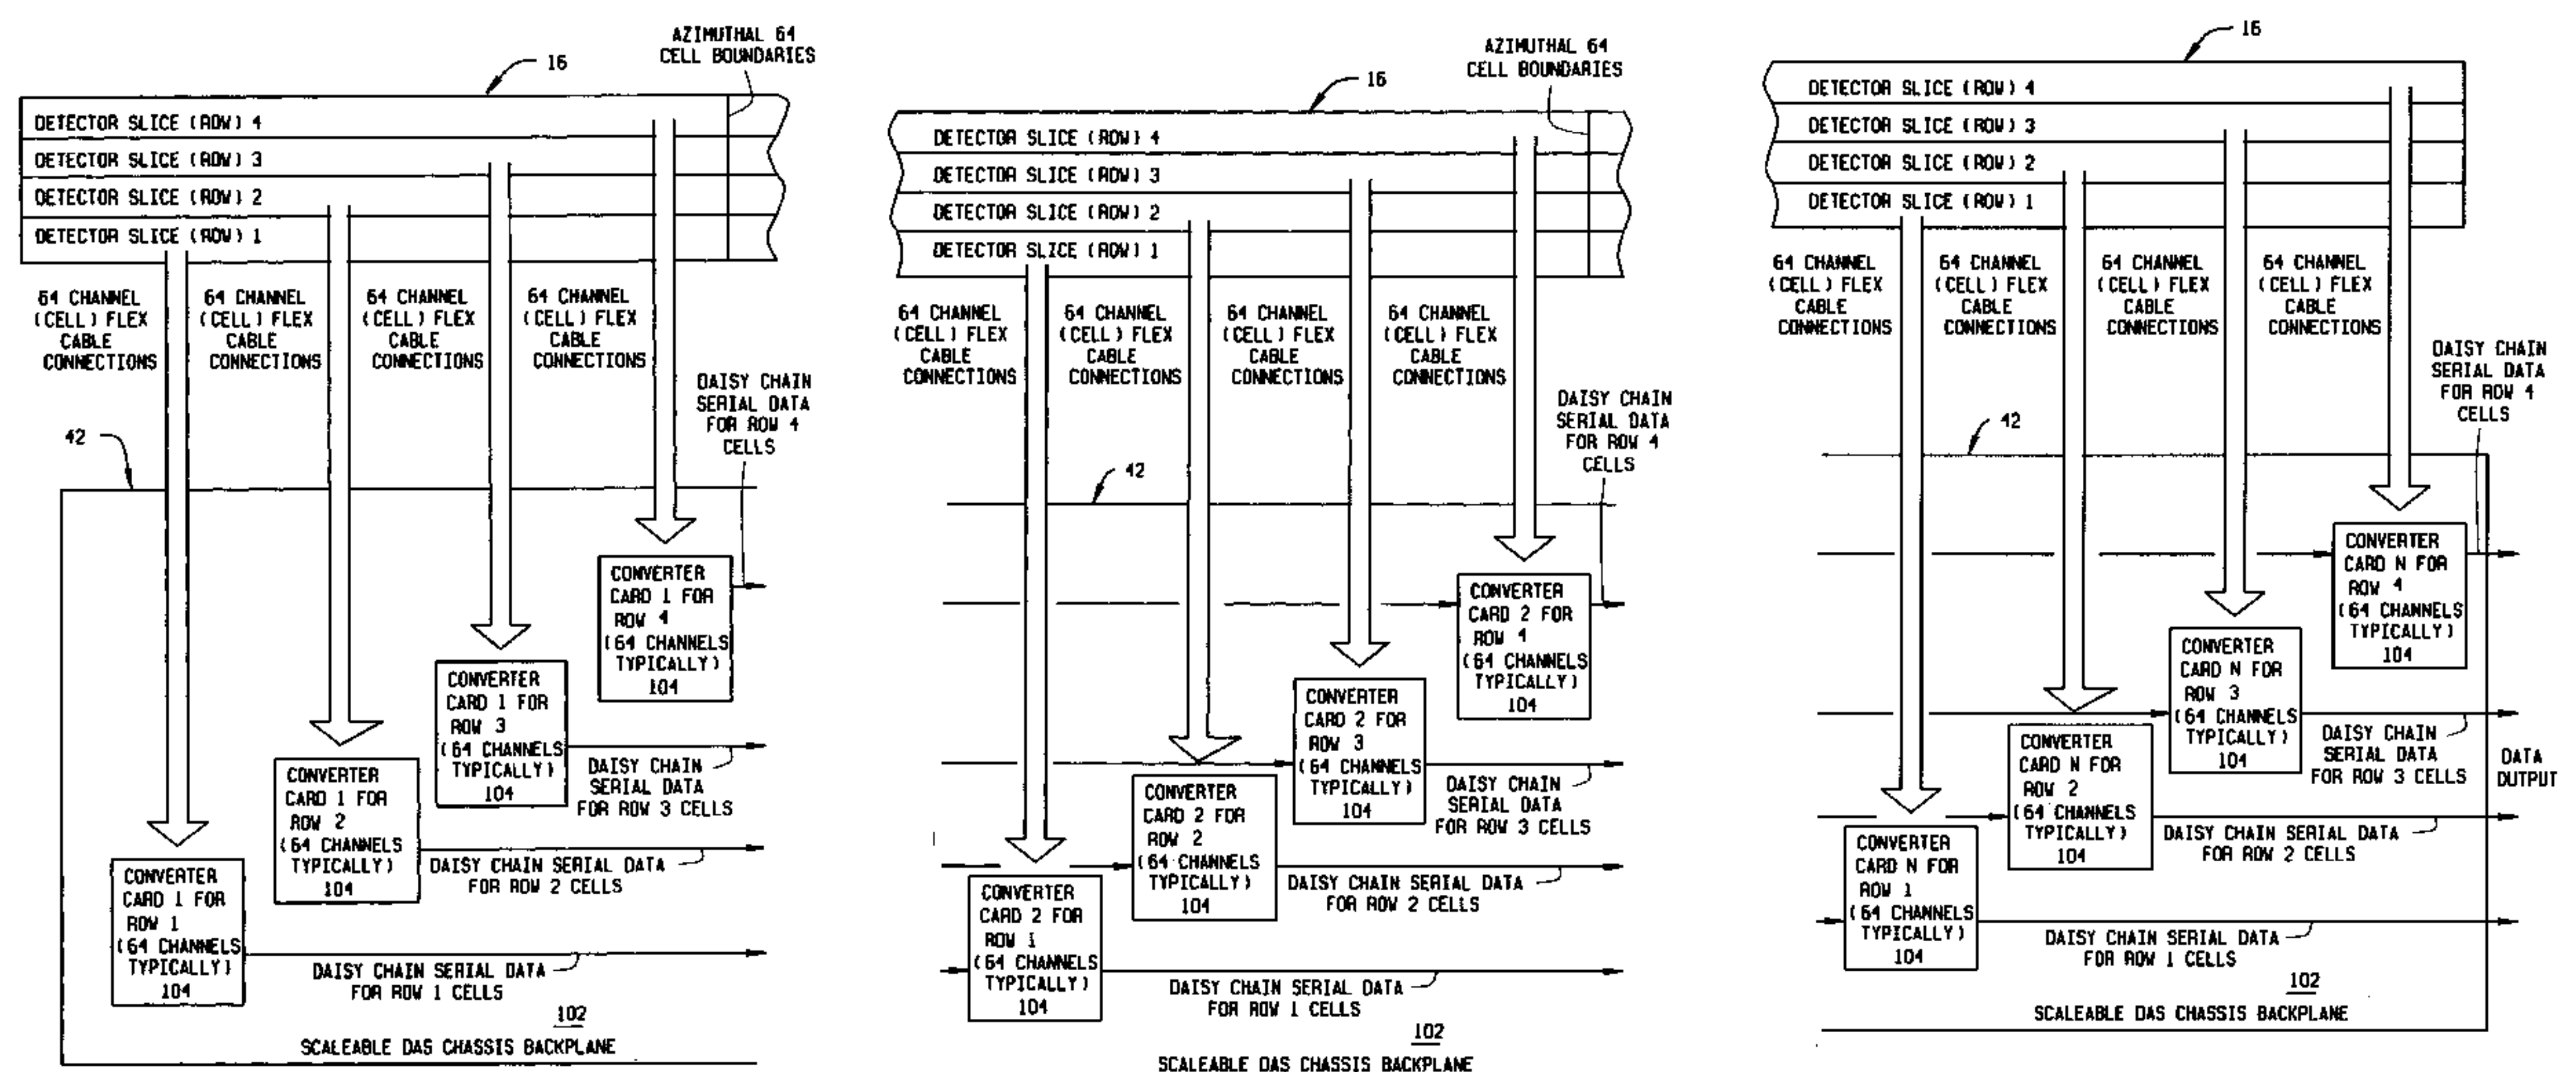 AZIMUTHAL 64
CELL BOUNDARIES
16
DETECTOR SLICE (ROW) 4
DETECTOR SLICE (ROW) 3
DETECTOR SLICE (ROW) 2
DETECTOR SLICE (ROW) 1
64 CHANNEL
(CELL) FLEX
CABLE
CONNECTIONS
64 CHANNEL
(CELL) FLEX
CABLE
CONNECTIONS
64 CHANNEL
(CELL) FLEX
CABLE
CONNECTIONS
64 CHANNEL
(CELL) FLEX
CABLE
CONNECTIONS
DAISY CHAIN
SERIAL DATA
FOR ROW 4
CELLS
42
CONVERTER
CARD 1 FOR
ROW 4
(64 CHANNELS
TYPICALLY)
104
CONVERTER
CARD 1 FOR
ROW 3
(64 CHANNELS
TYPICALLY)
104
DAISY CHAIN
SERIAL DATA
FOR ROW 3 CELLS
CONVERTER
CARD 1 FOR
ROW 2
(64 CHANNELS
TYPICALLY)
104
DAISY CHAIN SERIAL DATA
FOR ROW 2 CELLS
CONVERTER
CARD 1 FOR
ROW 1
(64 CHANNELS
TYPICALLY)
104
DAISY CHAIN SERIAL DATA
FOR ROW 1 CELLS
102
SCALEABLE DAS CHASSIS BACKPLANE
AZIMUTHAL 64
CELL BOUNDARIES
16
DETECTOR SLICE (ROW) 4
DETECTOR SLICE (ROW) 3
DETECTOR SLICE (ROW) 2
DETECTOR SLICE (ROW) 1
64 CHANNEL
(CELL) FLEX
CABLE
CONNECTIONS
64 CHANNEL
(CELL) FLEX
CABLE
CONNECTIONS
64 CHANNEL
(CELL) FLEX
CABLE
CONNECTIONS
64 CHANNEL
(CELL) FLEX
CABLE
CONNECTIONS
DAISY CHAIN
SERIAL DATA
FOR ROW 4
CELLS
42
CONVERTER
CARD 2 FOR
ROW 4
(64 CHANNELS
TYPICALLY)
104
CONVERTER
CARD 2 FOR
ROW 3
(64 CHANNELS
TYPICALLY)
104
DAISY CHAIN
SERIAL DATA
FOR ROW 3 CELLS
CONVERTER
CARD 2 FOR
ROW 2
(64 CHANNELS
TYPICALLY)
104
DAISY CHAIN SERIAL DATA
FOR ROW 2 CELLS
CONVERTER
CARD 2 FOR
ROW 1
(64 CHANNELS
TYPICALLY)
104
DAISY CHAIN SERIAL DATA
FOR ROW 1 CELLS
102
SCALEABLE DAS CHASSIS BACKPLANE
16
DETECTOR SLICE (ROW) 4
DETECTOR SLICE (ROW) 3
DETECTOR SLICE (ROW) 2
DETECTOR SLICE (ROW) 1
64 CHANNEL
(CELL) FLEX
CABLE
CONNECTIONS
64 CHANNEL
(CELL) FLEX
CABLE
CONNECTIONS
64 CHANNEL
(CELL) FLEX
CABLE
CONNECTIONS
64 CHANNEL
(CELL) FLEX
CABLE
CONNECTIONS
DAISY CHAIN
SERIAL DATA
FOR ROW 4
CELLS
42
CONVERTER
CARD N FOR
ROW 4
(64 CHANNELS
TYPICALLY)
104
CONVERTER
CARD N FOR
ROW 3
(64 CHANNELS
TYPICALLY)
104
DAISY CHAIN
SERIAL DATA
FOR ROW 3 CELLS
DATA
OUTPUT
CONVERTER
CARD N FOR
ROW 2
(64 CHANNELS
TYPICALLY)
104
DAISY CHAIN SERIAL DATA
FOR ROW 2 CELLS
CONVERTER
CARD N FOR
ROW 1
(64 CHANNELS
TYPICALLY)
104
DAISY CHAIN SERIAL DATA
FOR ROW 1 CELLS
102
SCALEABLE DAS CHASSIS BACKPLANE